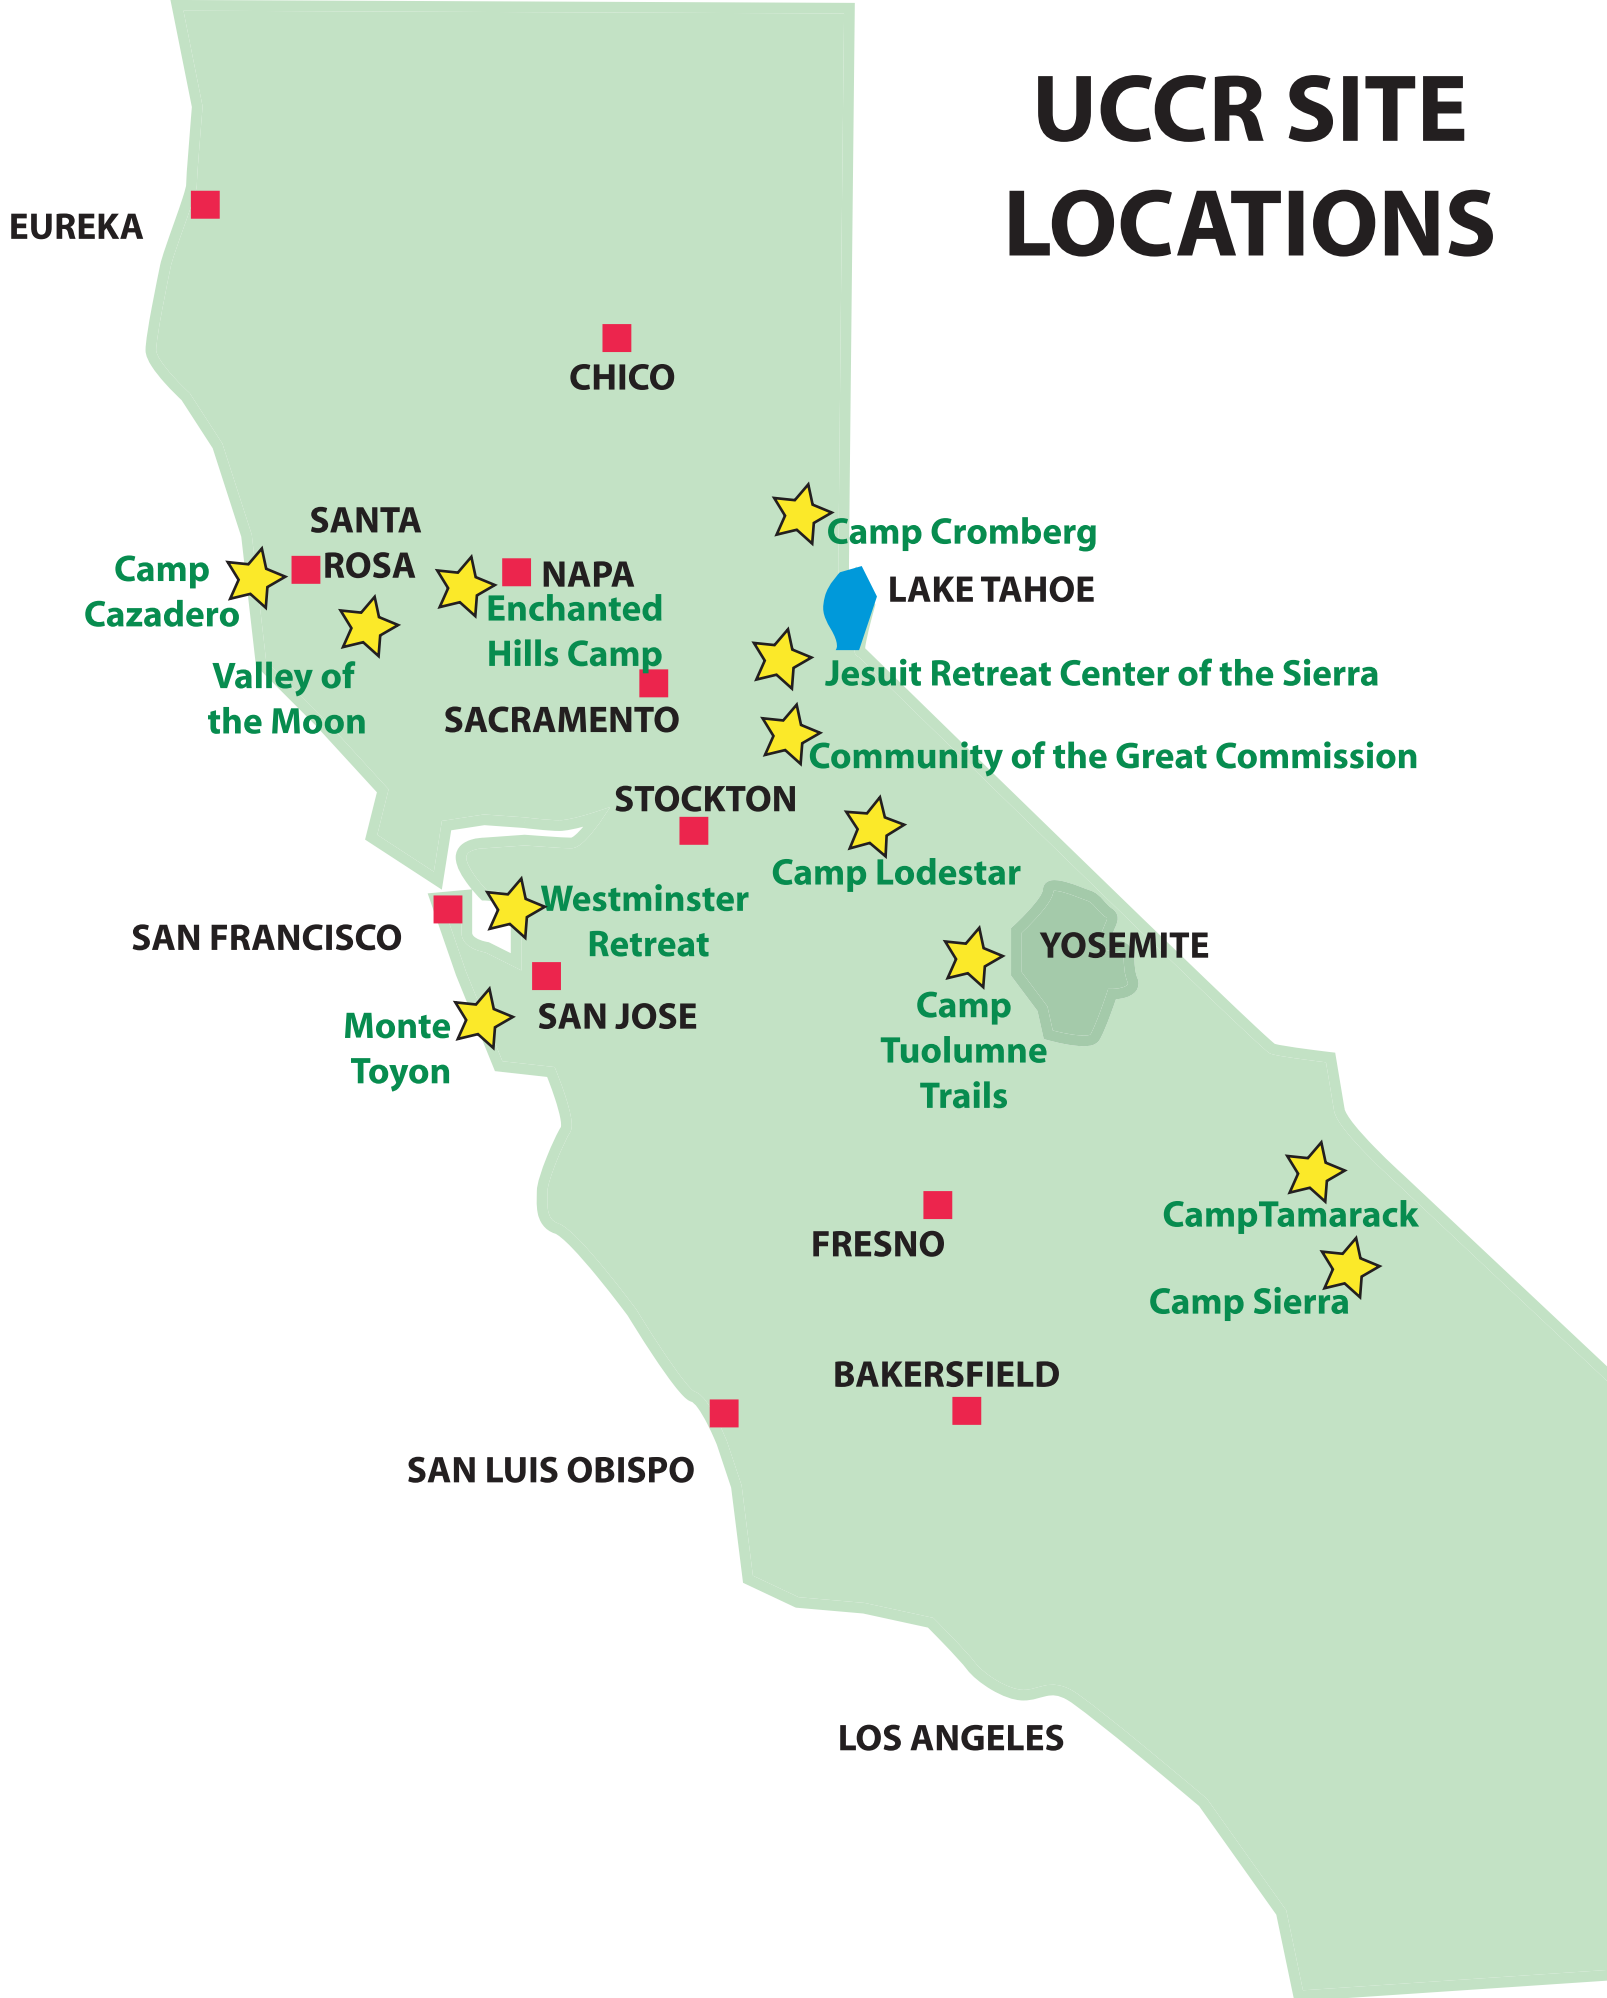 UCCR SITE
LOCATIONS
EUREKA
CHICO
SANTA
ROSA
Camp
Cazadero
NAPA
Enchanted
Hills Camp
Camp Cromberg
LAKE TAHOE
Valley of
the Moon
SACRAMENTO
Jesuit Retreat Center of the Sierra
Community of the Great Commission
STOCKTON
Camp Lodestar
SAN FRANCISCO
Westminster
Retreat
YOSEMITE
Monte
Toyon
SAN JOSE
Camp
Tuolumne
Trails
FRESNO
CampTamarack
Camp Sierra
BAKERSFIELD
SAN LUIS OBISPO
LOS ANGELES